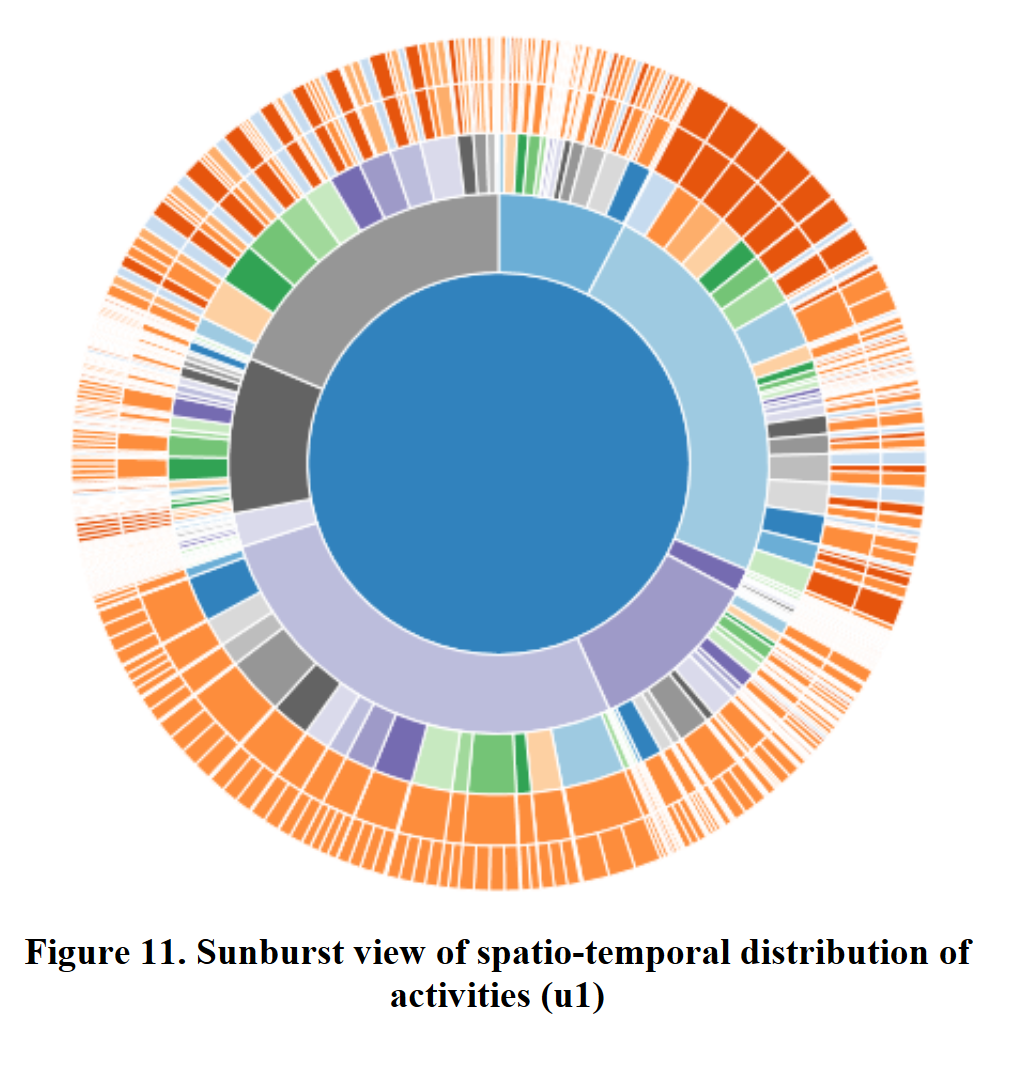 Figure 11. Sunburst view of spatio-temporal distribution of
activities (u1)